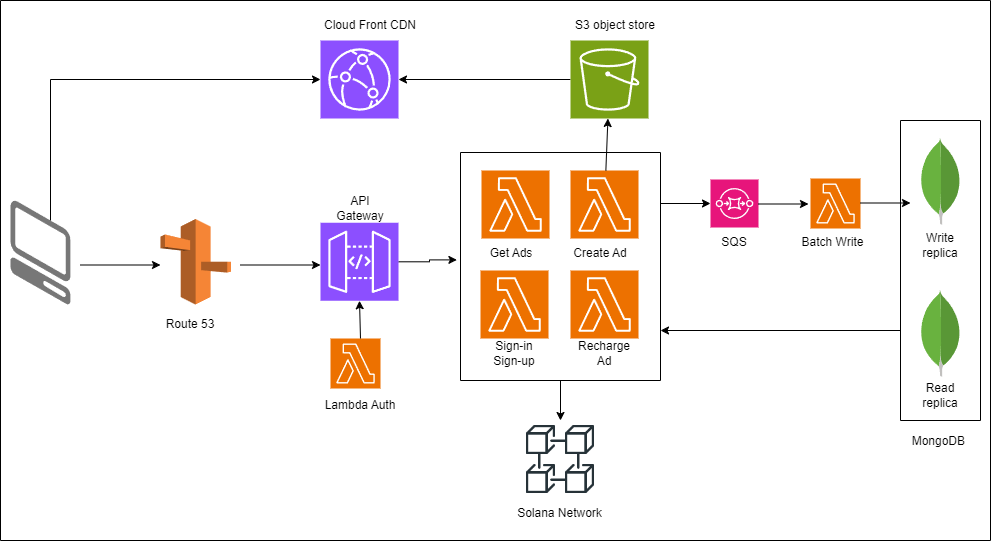 Cloud Front CDN
S3 object store
API
Gateway
Get Ads
Create Ad
SQS
Batch Write
Write
replica
Route 53
Sign-in
Sign-up
Recharge
Ad
Lambda Auth
Read
replica
MongoDB
Solana Network